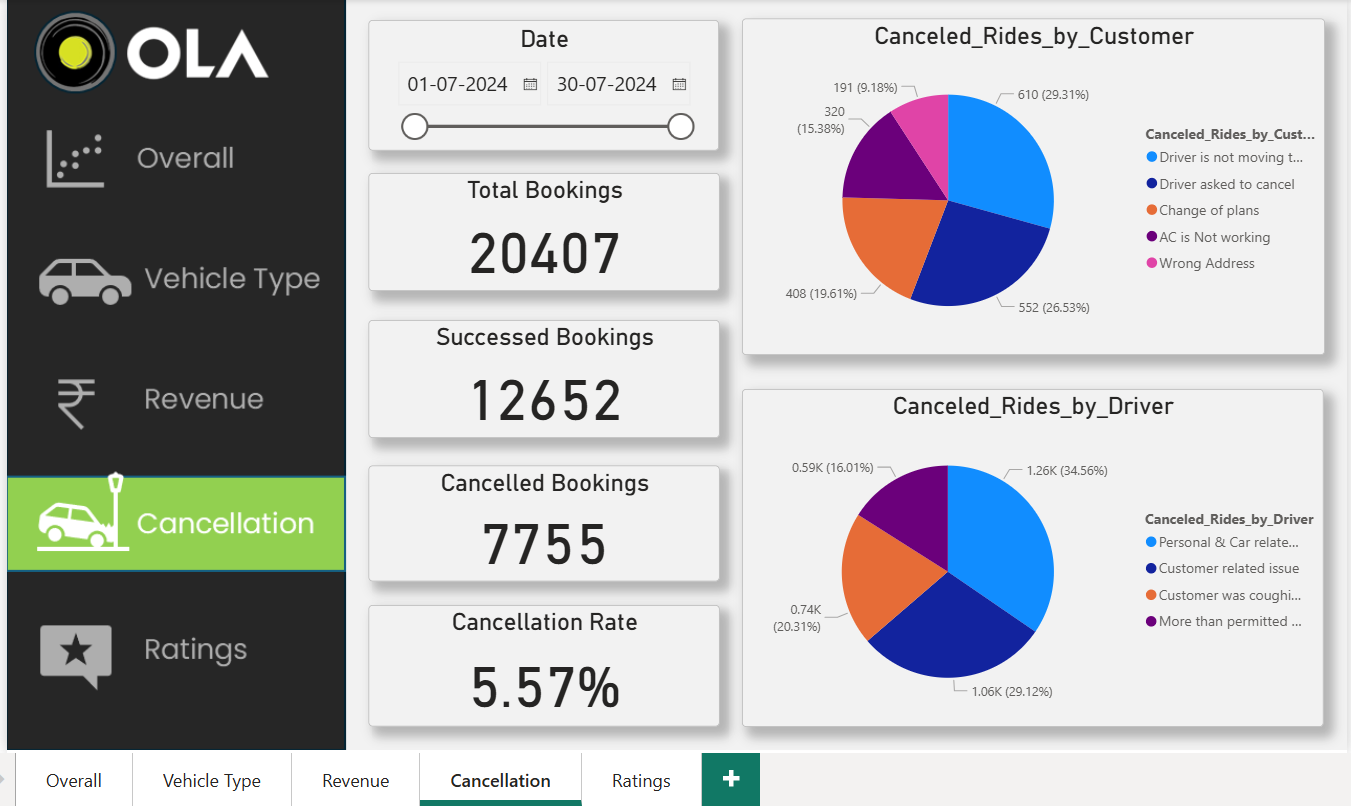 OLA
Overall
Vehicle Type
₹
Revenue
Cancellation
Ratings
Date
01-07-2024
30-07-2024
Total Bookings
20407
Successed Bookings
12652
Cancelled Bookings
7755
Cancellation Rate
5.57%
Canceled_Rides_by_Customer
191 (9.18%)
610 (29.31%)
320
(15.38%)
408 (19.61%)
552 (26.53%)
Canceled_Rides_by_Cust...
Driver is not moving t...
Driver asked to cancel
Change of plans
AC is Not working
Wrong Address
Canceled_Rides_by_Driver
0.59K (16.01%)
1.26K (34.56%)
0.74K
(20.31%)
1.06K (29.12%)
Canceled_Rides_by_Driver
Personal & Car relate...
Customer related issue
Customer was coughi...
More than permitted ...
Overall
Vehicle Type
Revenue
Cancellation
Ratings
+